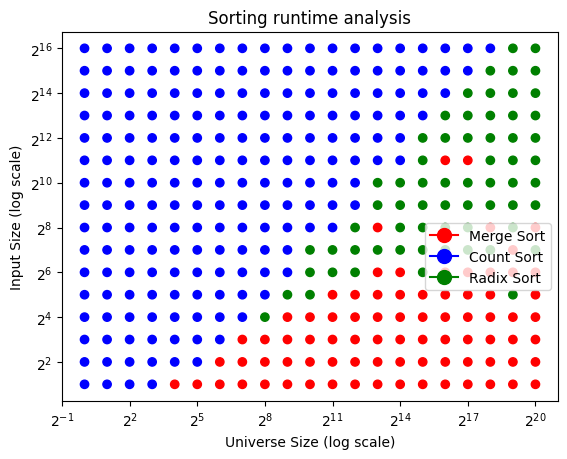 Sorting runtime analysis
Input Size (log scale)
2^16
2^14
2^12
2^10
2^8
2^6
2^4
2^2
Merge Sort
Count Sort
Radix Sort
2^−1 2^2 2^5 2^8 2^11 2^14 2^17 2^20
Universe Size (log scale)